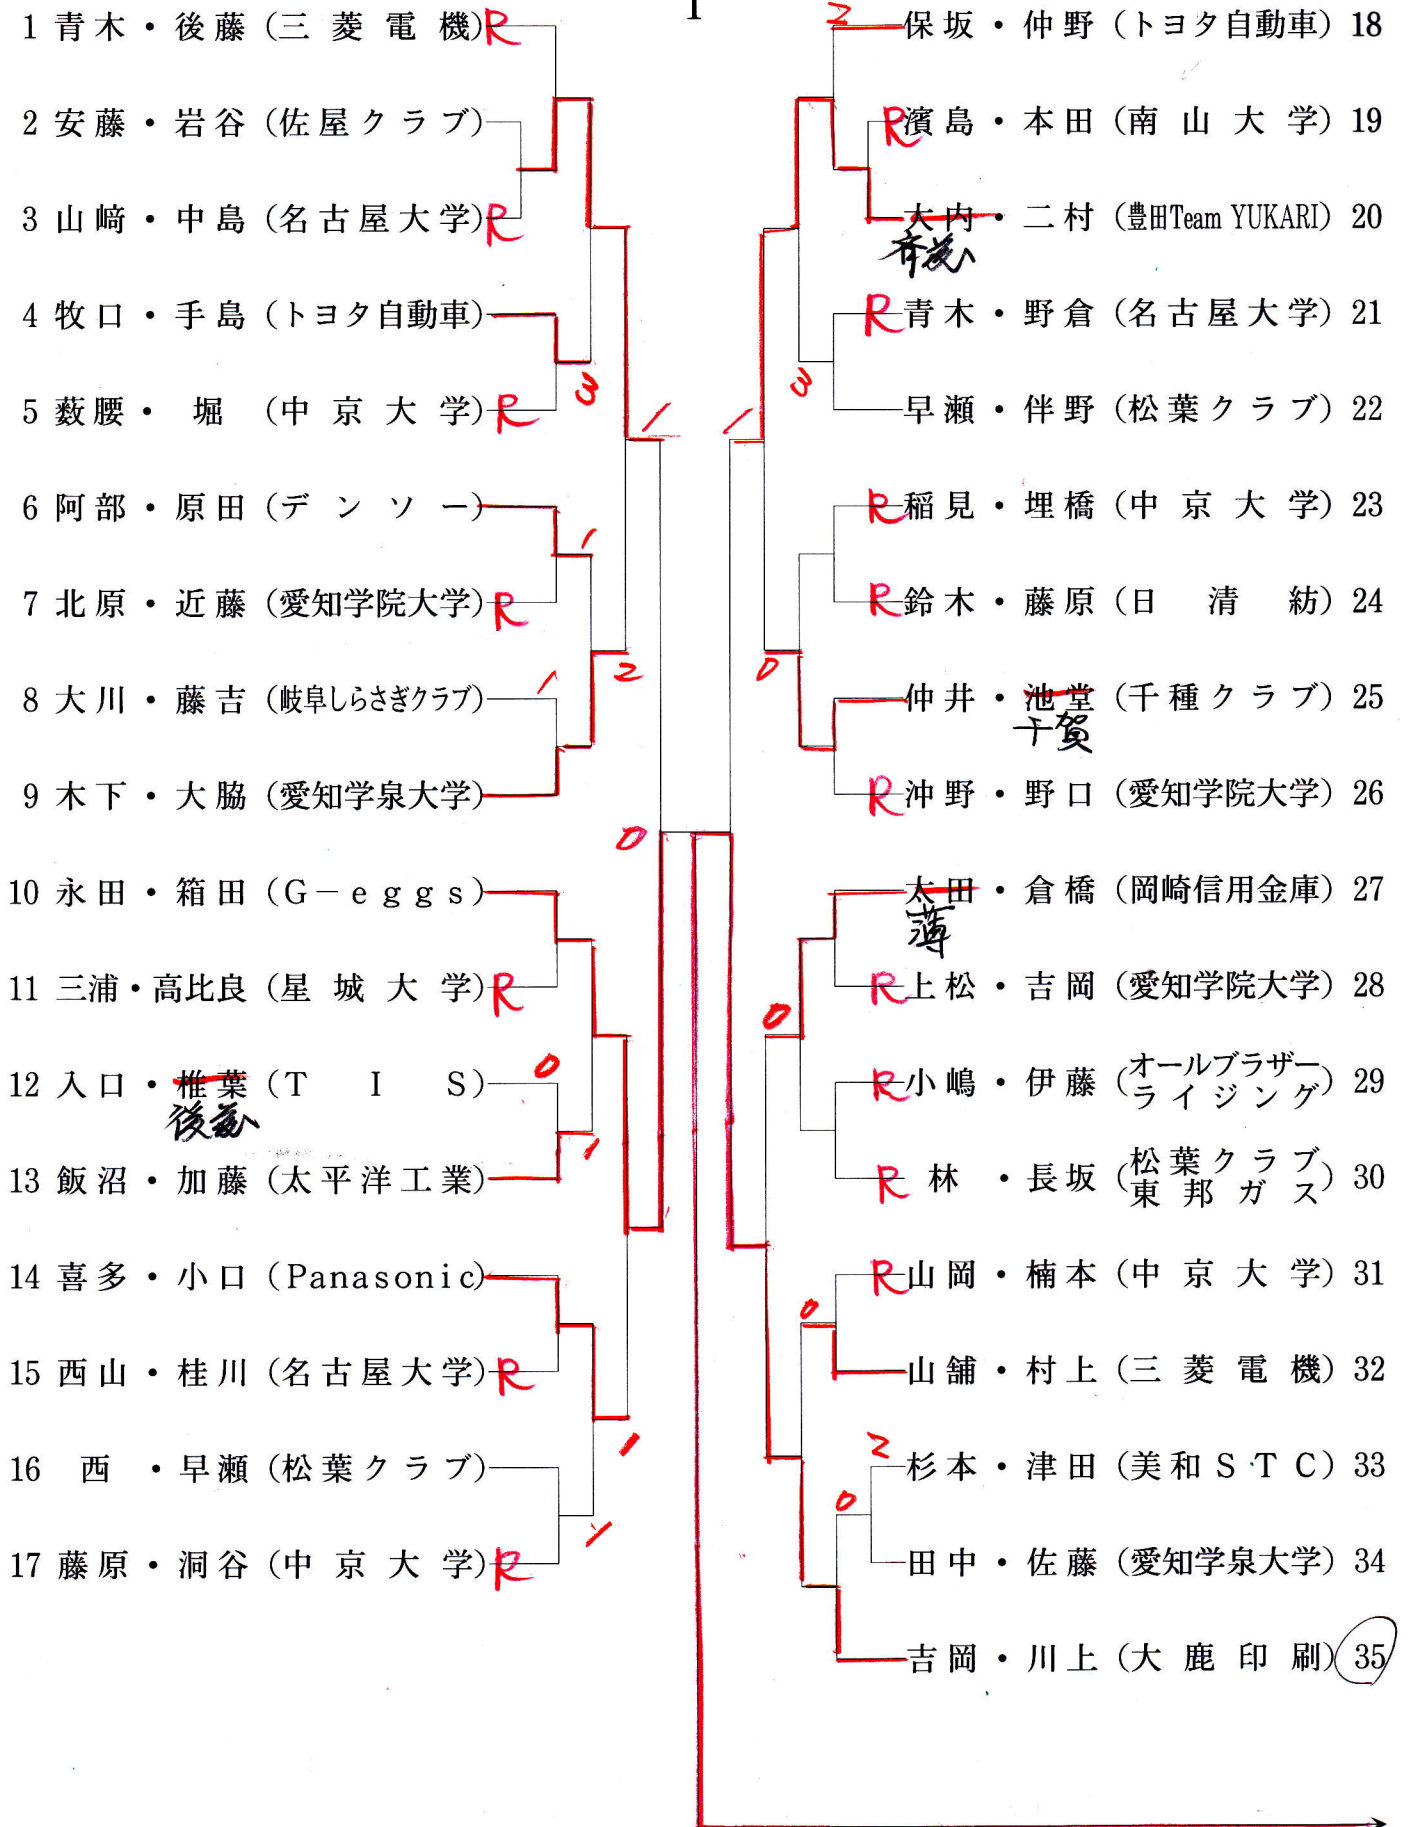 1
1 青木・後藤 (三菱電機) R
2 安藤・岩谷 (佐屋クラブ)
3 山﨑・中島 (名古屋大学) R
4 牧口・手島 (トヨタ自動車)
3
5 薮腰・堀 (中京大学) R
1
6 阿部・原田 (デンソー)
1
7 北原・近藤 (愛知学院大学) R
2
8 大川・藤吉 (岐阜しらさぎクラブ) 1
9 木下・大脇 (愛知学泉大学)
0
10 永田・箱田 (G-eggs)
11 三浦・高比良 (星城大学) R
12 入口・椎葉 (TIS) 0
後藤
1
13 飯沼・加藤 (太平洋工業)
14 喜多・小口 (Panasonic)
15 西山・桂川 (名古屋大学) R
1
16 西・早瀬 (松葉クラブ)
17 藤原・洞谷 (中京大学) R
2 保坂・仲野 (トヨタ自動車) 18
R 濱島・本田 (南山大学) 19
大内・二村 (豊田Team YUKARI) 20
斉藤
R 青木・野倉 (名古屋大学) 21
3
早瀬・伴野 (松葉クラブ) 22
1
R 稲見・埋橋 (中京大学) 23
R 鈴木・藤原 (日清紡) 24
0
仲井・池堂 (千種クラブ) 25
千賀
R 沖野・野口 (愛知学院大学) 26
太田・倉橋 (岡崎信用金庫) 27
薄
R 上松・吉岡 (愛知学院大学) 28
0
R 小嶋・伊藤 (オールブラザーライジング) 29
R 林・長坂 (松葉クラブ東邦ガス) 30
R 山岡・楠本 (中京大学) 31
0
山舗・村上 (三菱電機) 32
2 杉本・津田 (美和STC) 33
0
田中・佐藤 (愛知学泉大学) 34
吉岡・川上 (大鹿印刷) 35